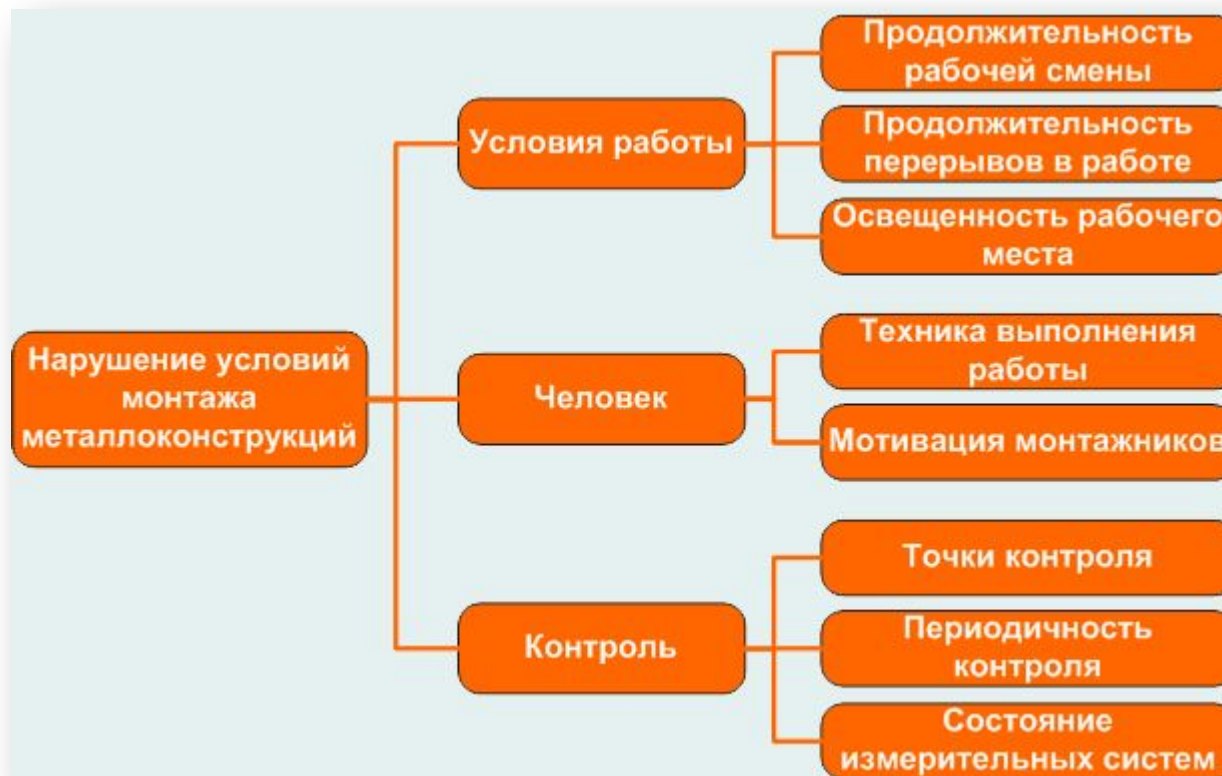 Продолжительность
рабочей смены
Условия работы
Продолжительность
перерывов в работе
Освещенность рабочего
места
Нарушение условий
монтажа
металлоконструкций
Человек
Техника выполнения
работы
Мотивация монтажников
Контроль
Точки контроля
Периодичность
контроля
Состояние
измерительных систем